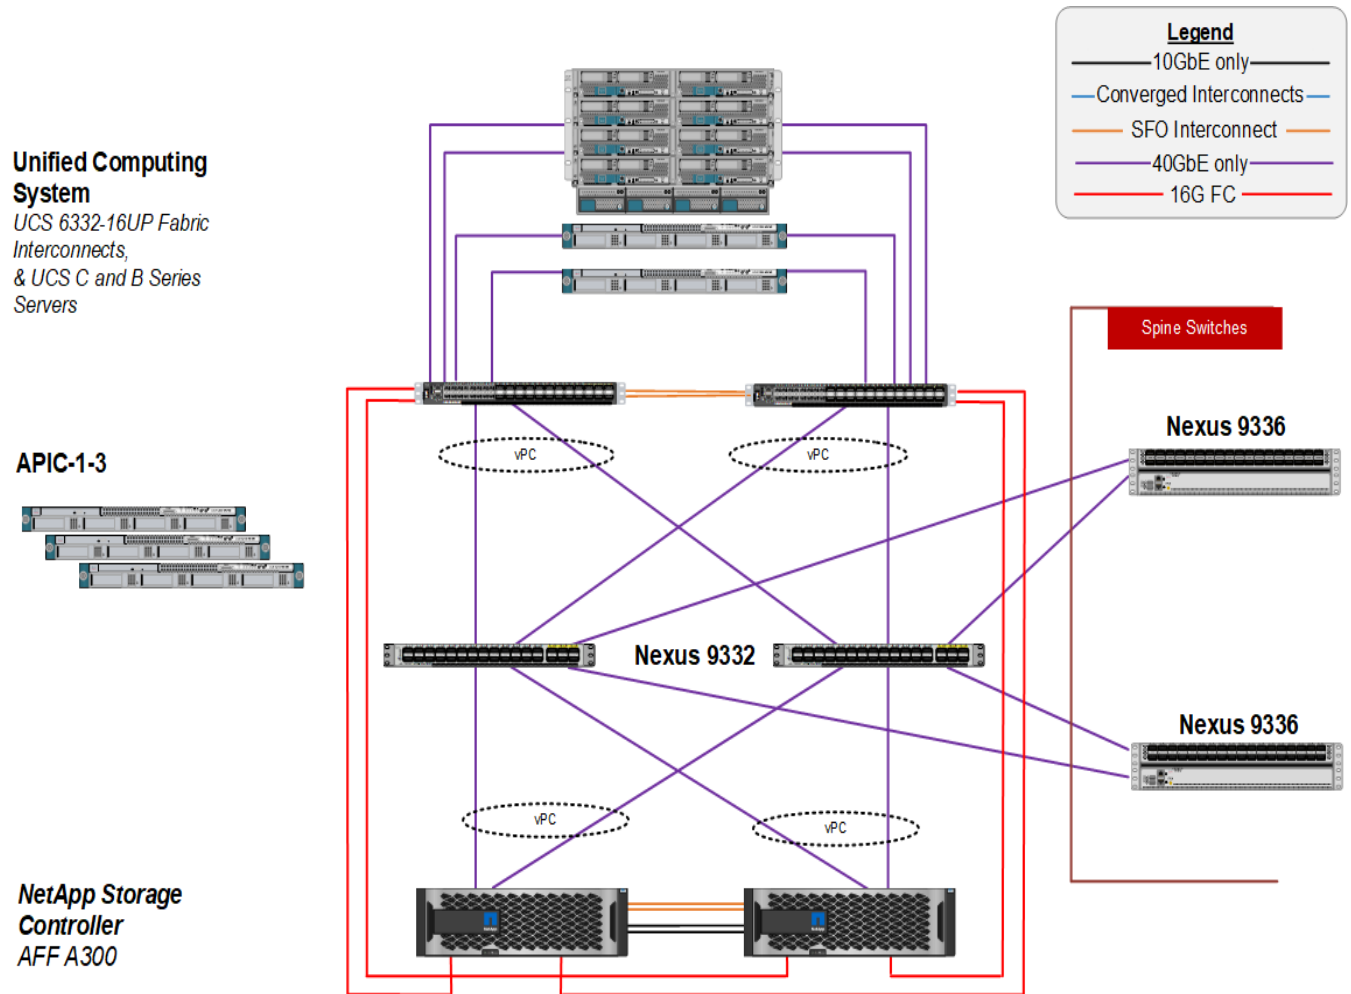 Legend
10GbE only
Converged Interconnects
SFO Interconnect
40GbE only
16G FC
Unified Computing
System
UCS 6332-16UP Fabric
Interconnects,
& UCS C and B Series
Servers
Spine Switches
Nexus 9336
vPC
vPC
APIC-1-3
Nexus 9332
Nexus 9336
vPC
vPC
NetApp Storage
Controller
AFF A300
NetApp
NetApp